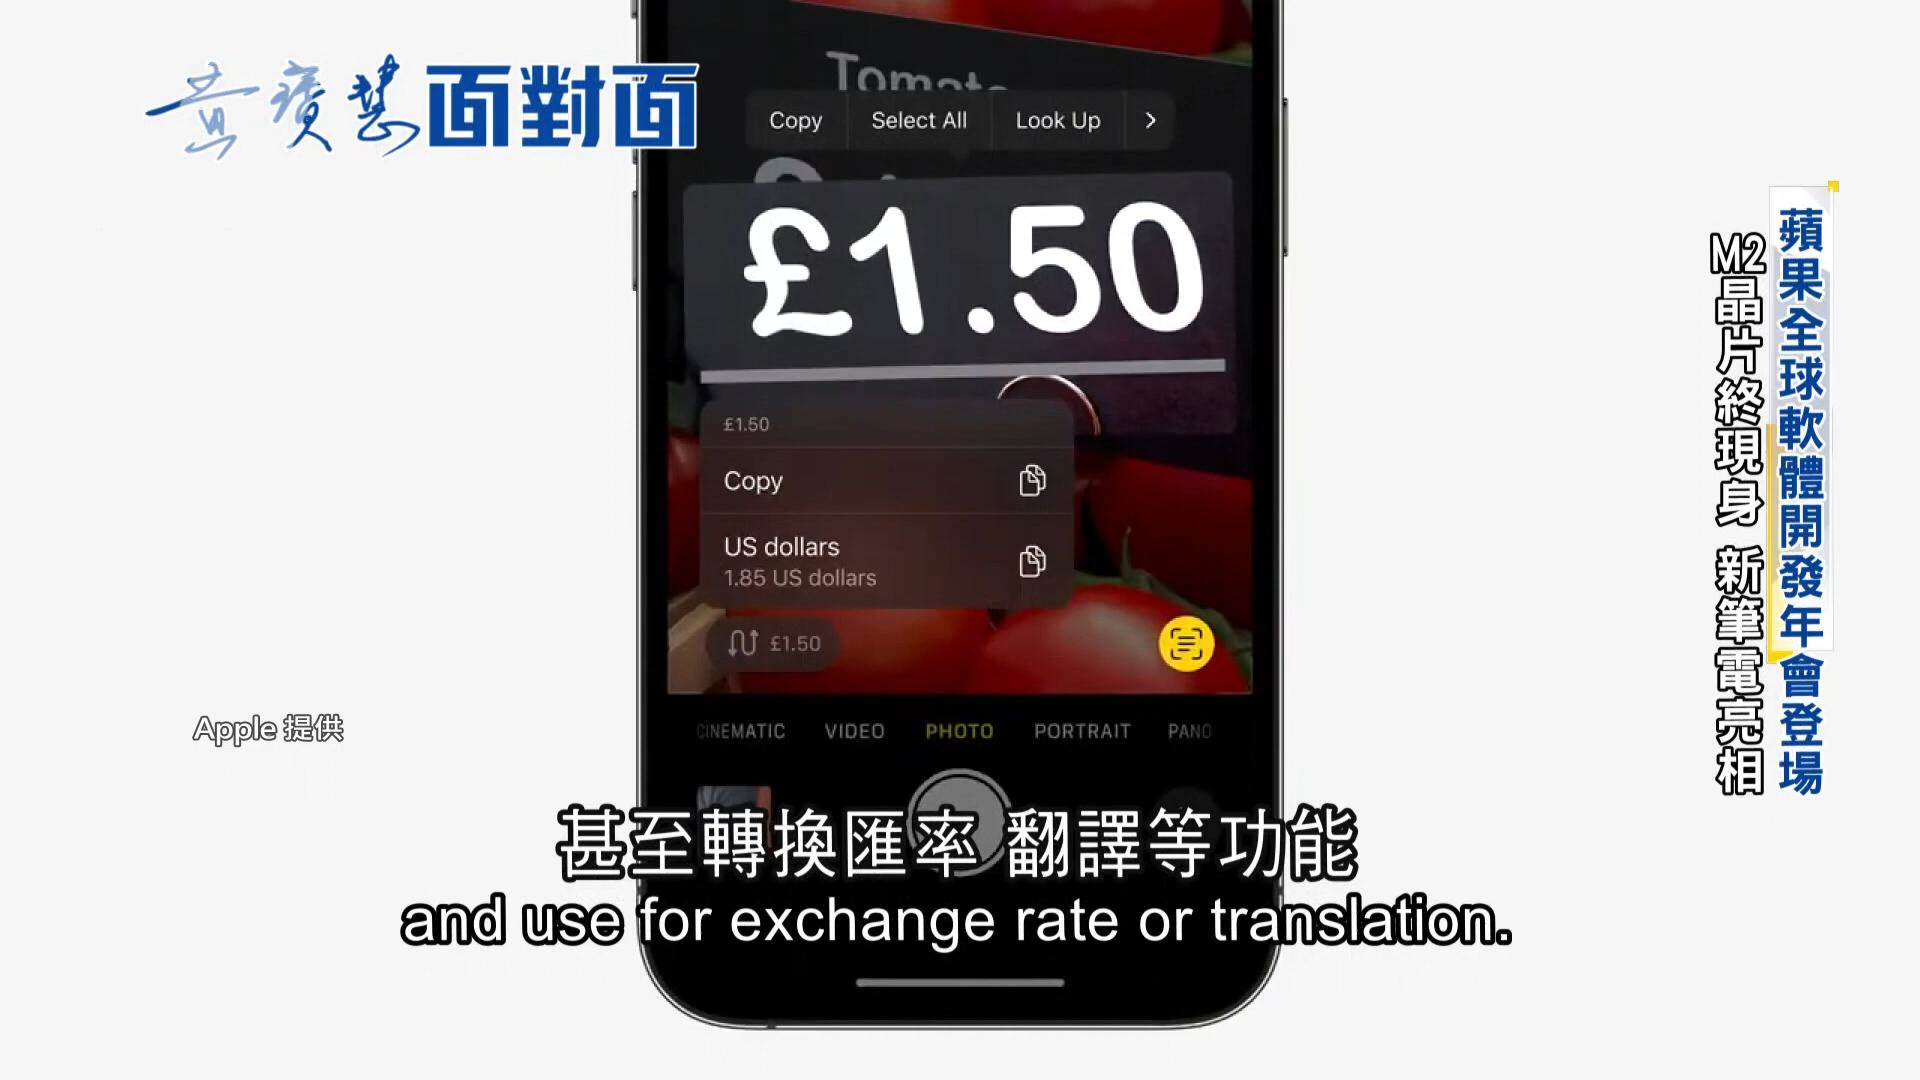 黃寶慧面對面
Tomato
Copy
Select All
Look Up
£1.50
£1.50
Copy
US dollars
1.85 US dollars
£1.50
CINEMATIC
VIDEO
PHOTO
PORTRAIT
PANO
Apple 提供
蘋果全球軟體開發年會登場
M2晶片終現身 新筆電亮相
甚至轉換匯率 翻譯等功能
and use for exchange rate or translation.